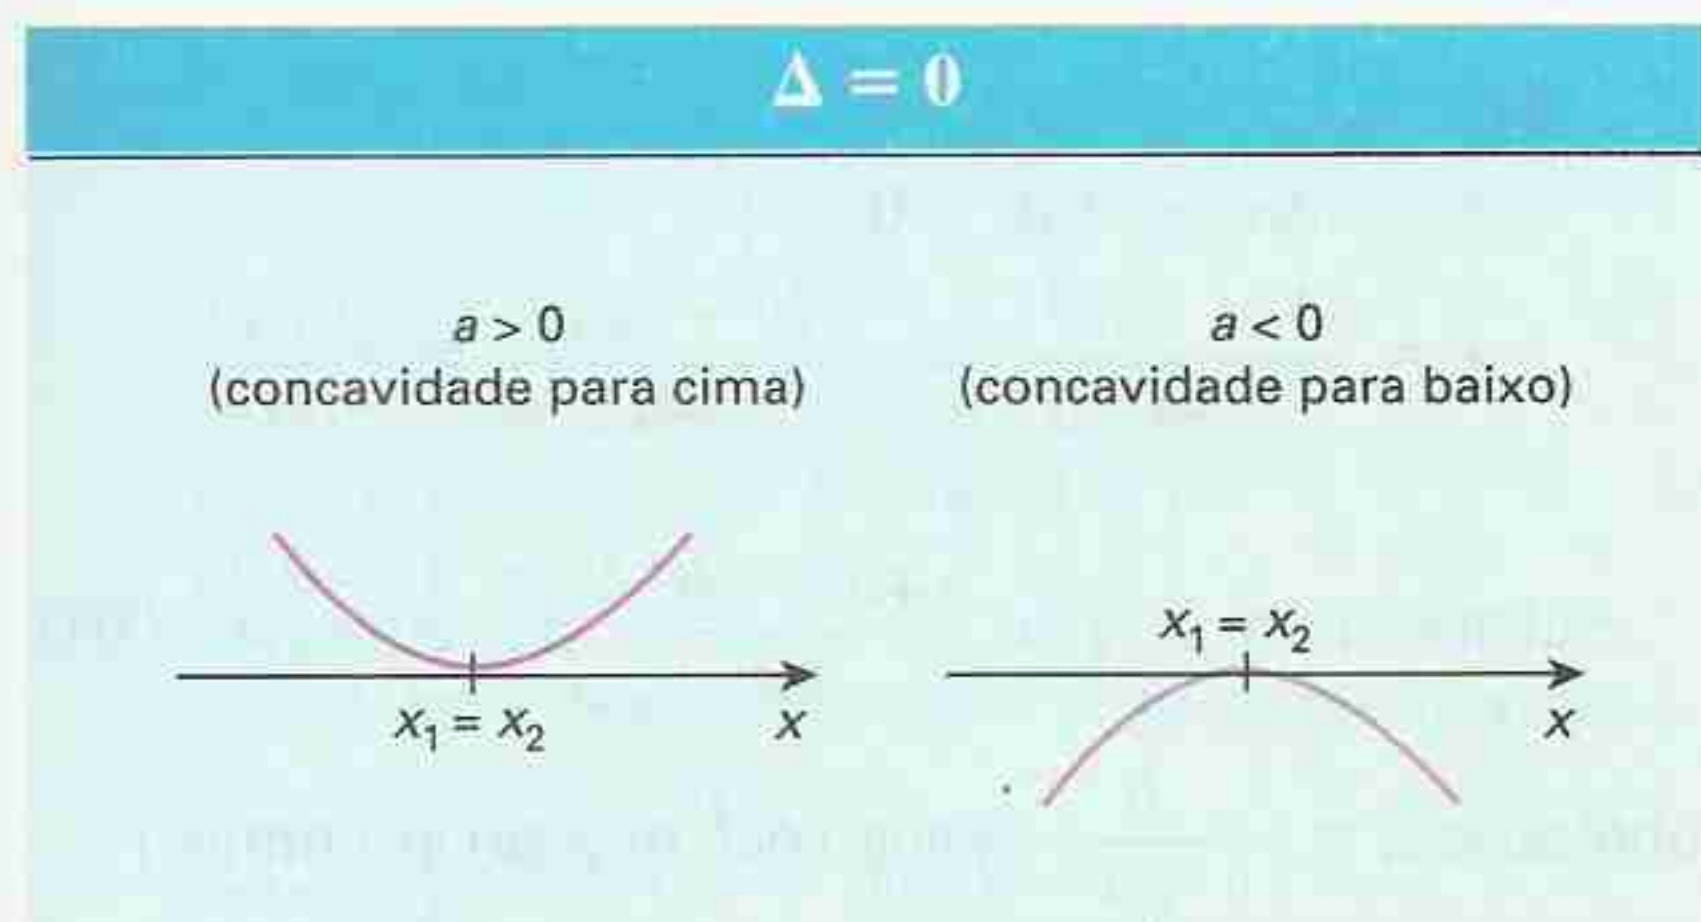 Δ = 0
a > 0
(concavidade para cima)
a < 0
(concavidade para baixo)
x₁ = x₂
x
x₁ = x₂
x